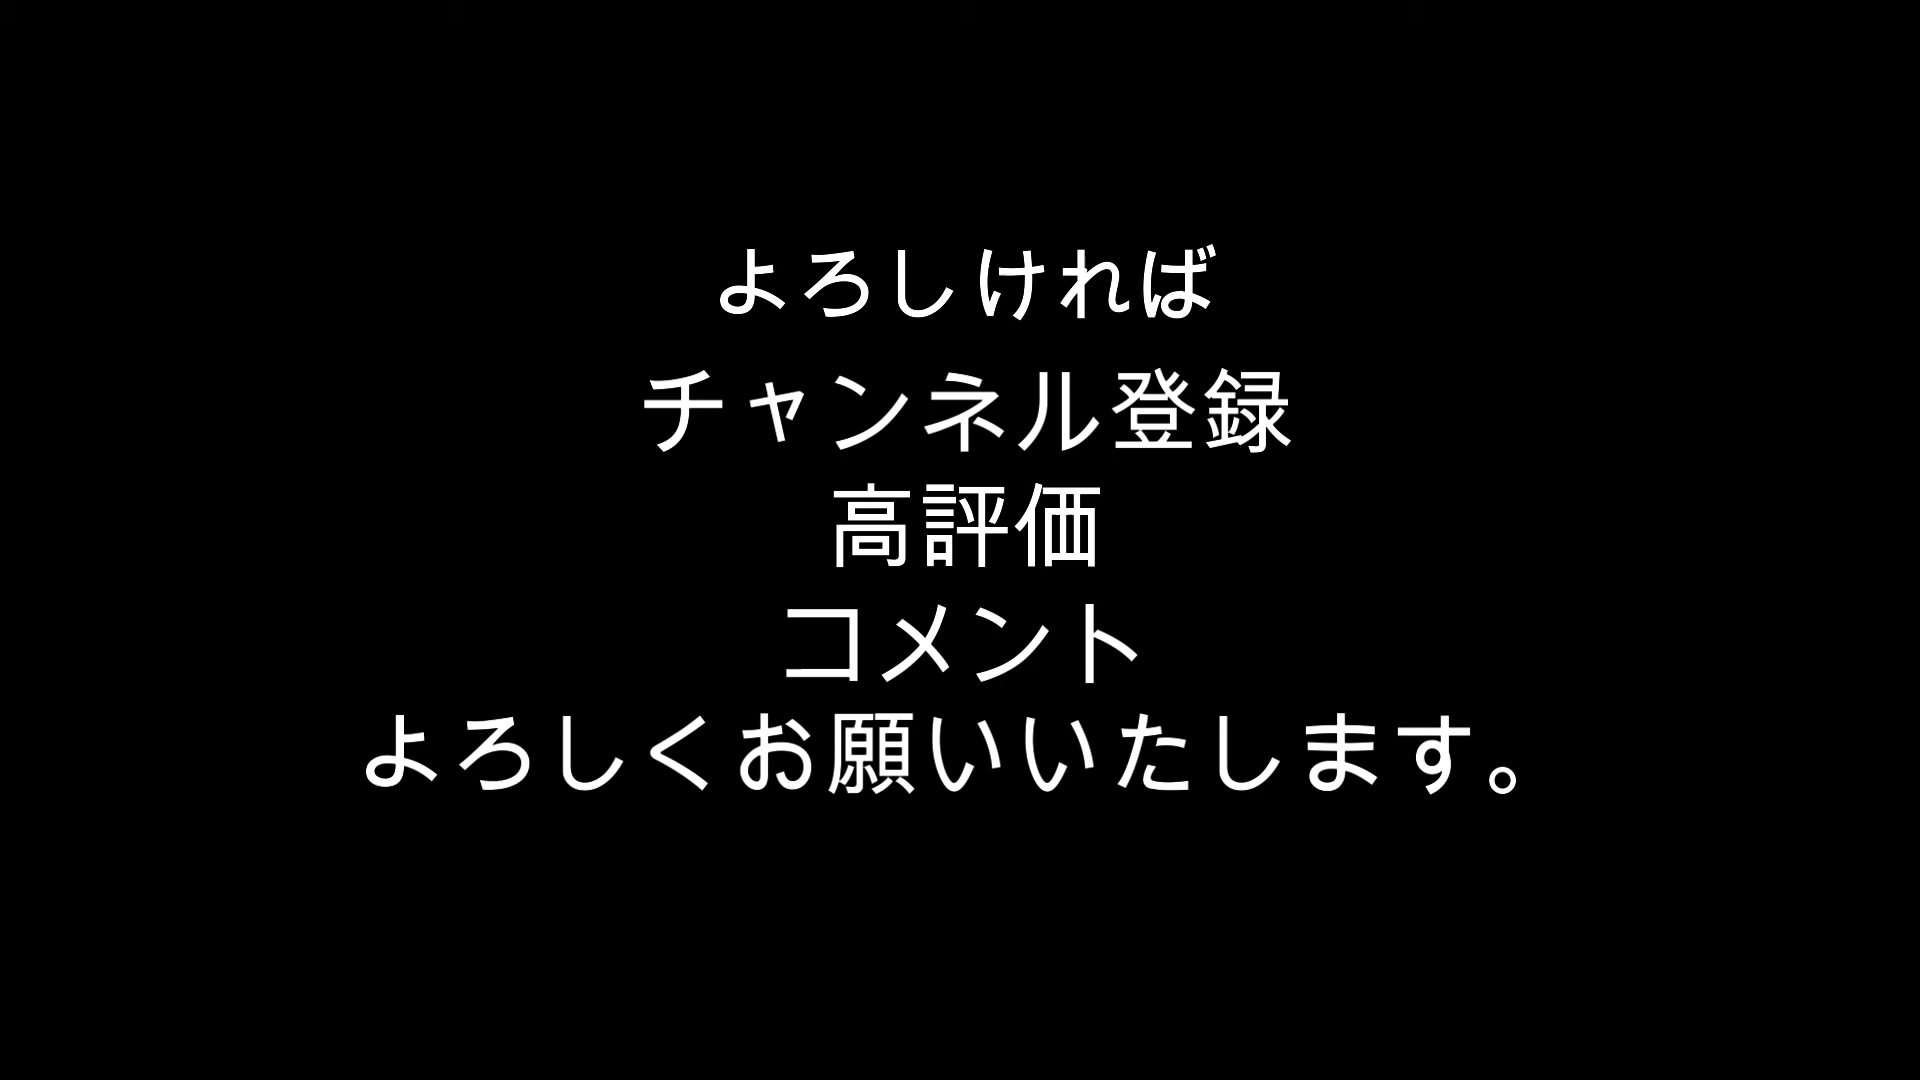 よろしければ
チャンネル登録
高評価
コメント
よろしくお願いいたします。